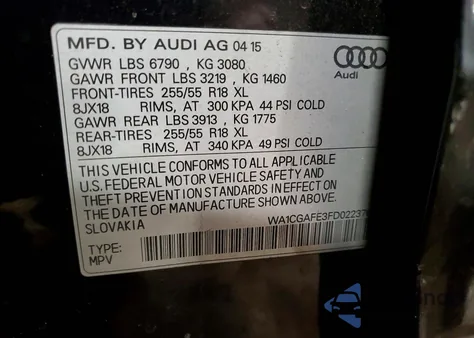 MFD. BY AUDI AG 04 15
GVWR LBS 6790 , KG 3080
GAWR FRONT LBS 3219 , KG 1460
FRONT-TIRES 255/55 R18 XL
8JX18 RIMS, AT 300 KPA 44 PSI COLD
GAWR REAR LBS 3913 , KG 1775
REAR-TIRES 255/55 R18 XL
8JX18 RIMS, AT 340 KPA 49 PSI COLD
Audi
THIS VEHICLE CONFORMS TO ALL APPLICABLE
U.S. FEDERAL MOTOR VEHICLE SAFETY AND
THEFT PREVENTION STANDARDS IN EFFECT ON
THE DATE OF MANUFACTURE SHOWN ABOVE.
SLOVAKIA
WA1CGAFE3FD02237
TYPE:
MPV